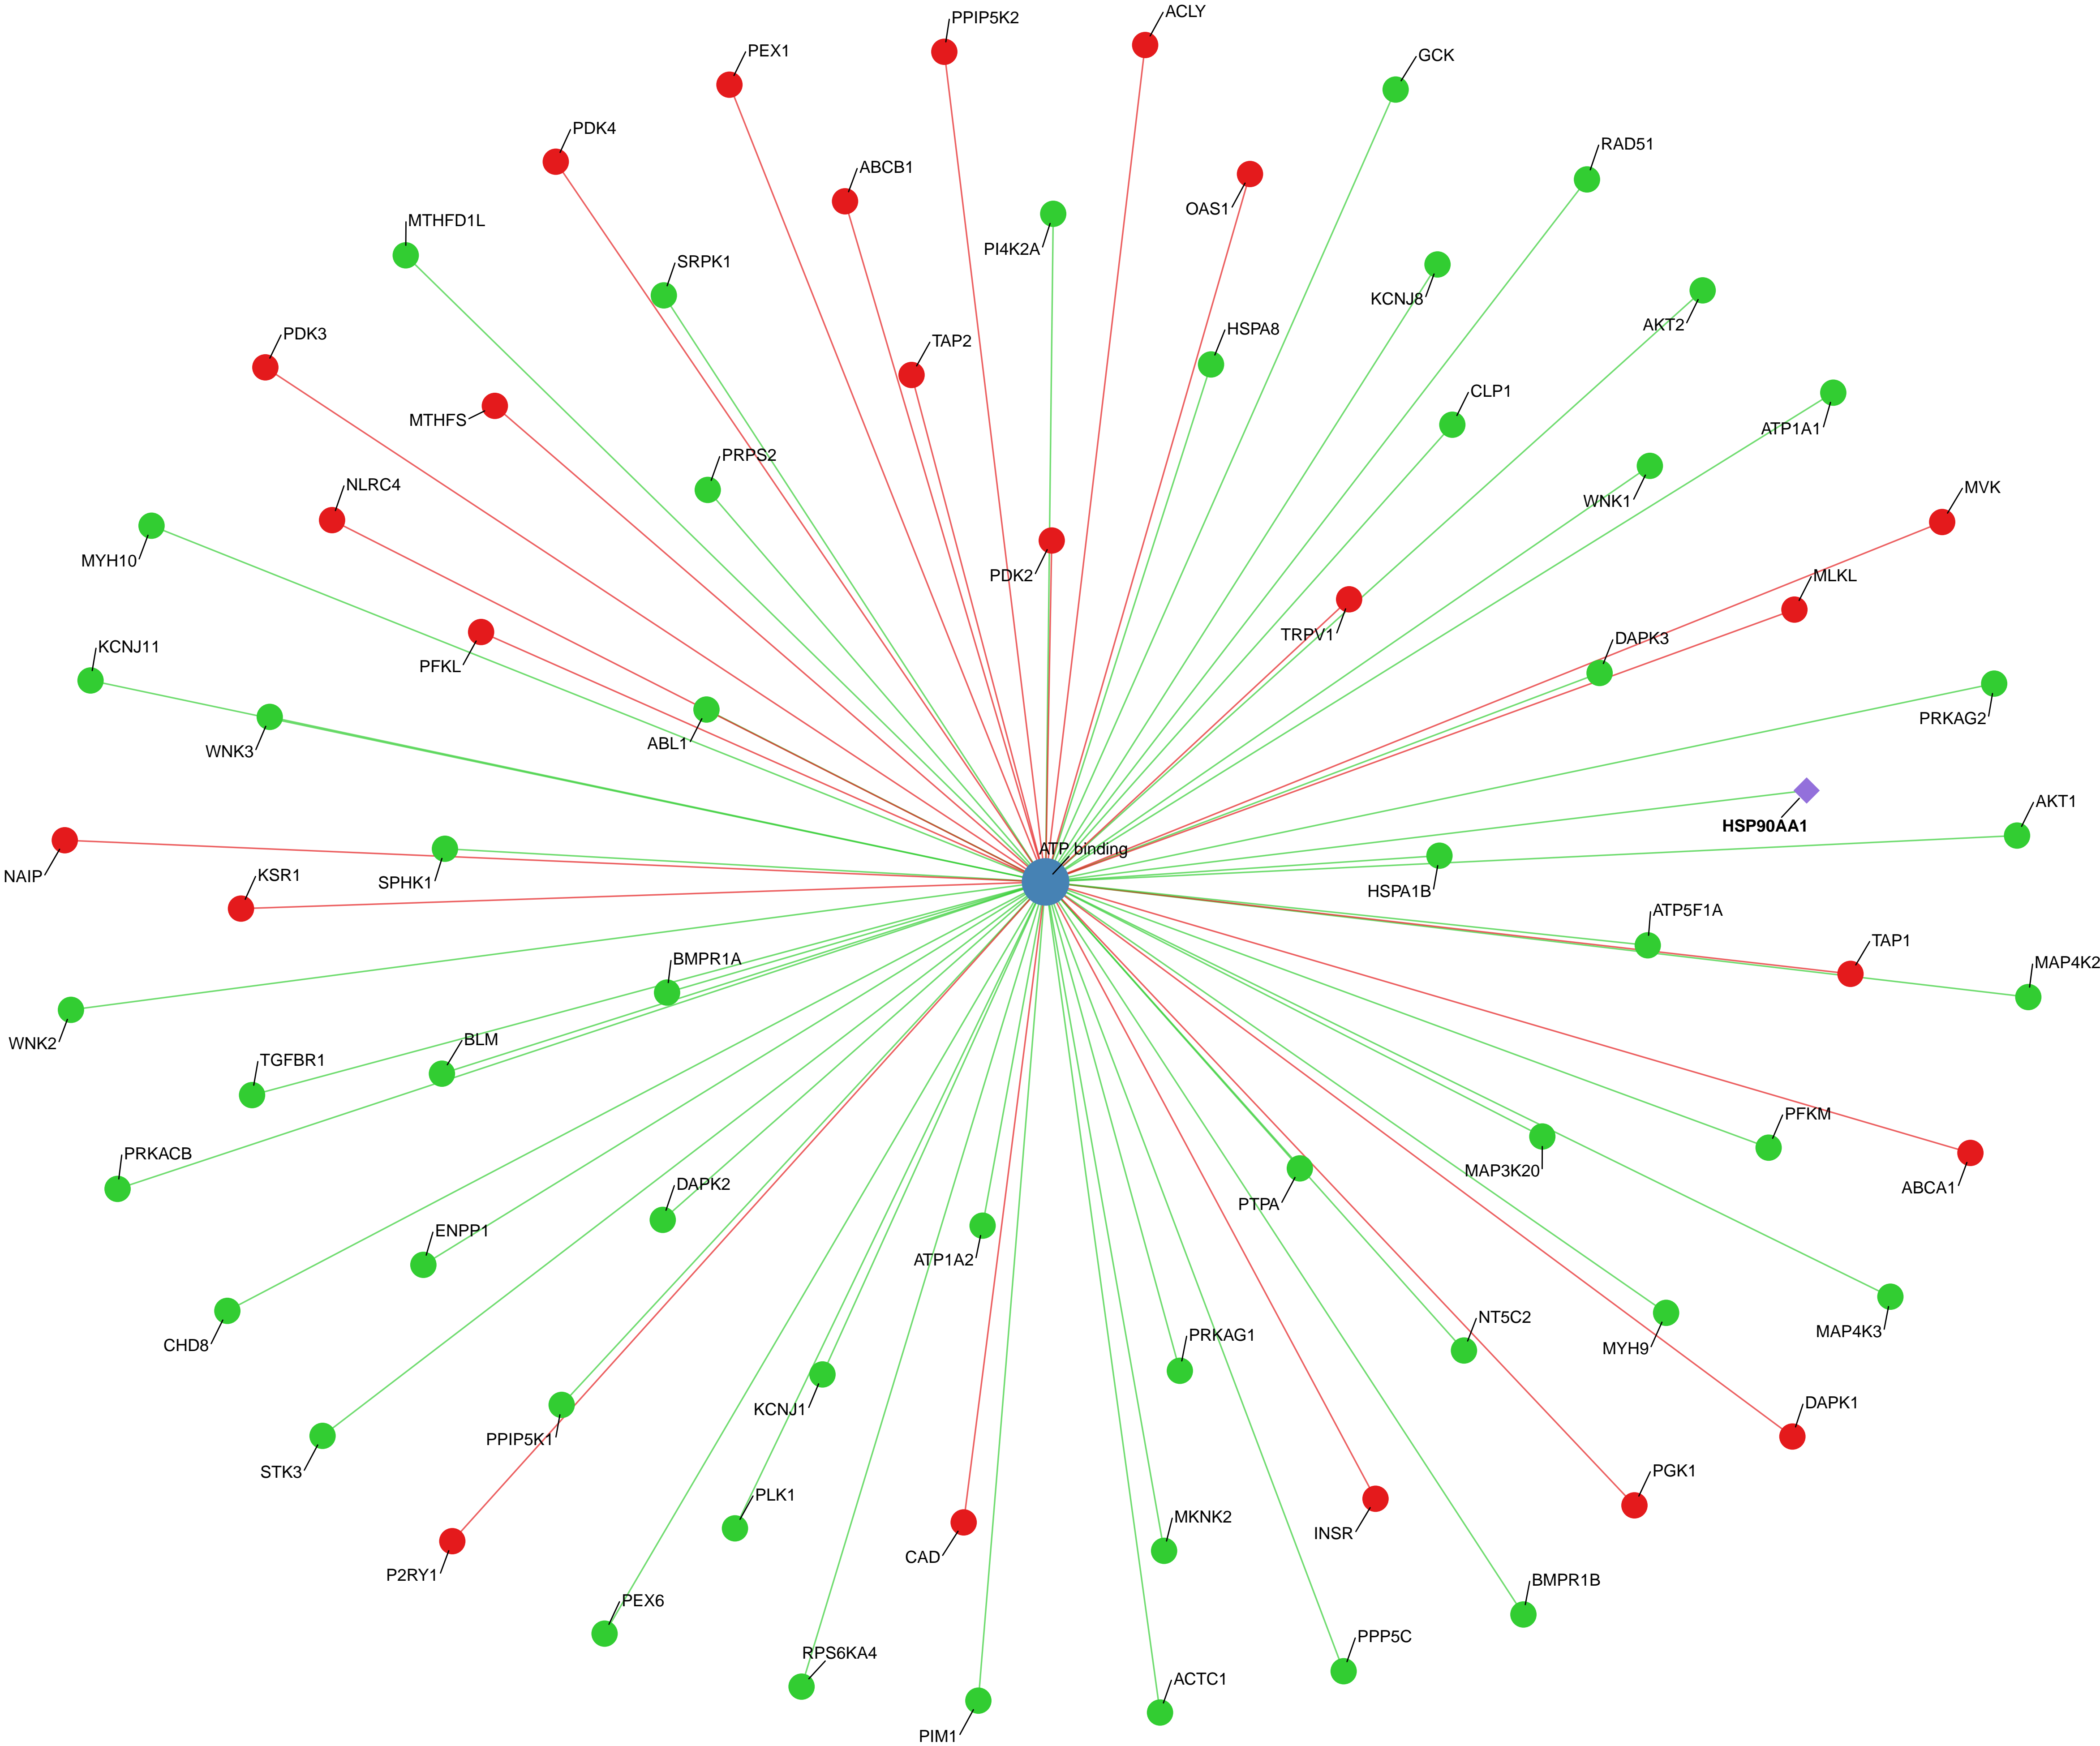 ACLY
PPIP5K2
PEX1
GCK
PDK4
RAD51
ABCB1
OAS1
MTHFD1L
PI4K2A
SRPK1
KCNJ8
AKT2
HSPA8
PDK3
TAP2
CLP1
MTHFS
ATP1A1
PRPS2
NLRC4
MVK
WNK1
MYH10
PDK2
MLKL
TRPV1
DAPK3
KCNJ11
PFKL
PRKAG2
ABL1
WNK3
AKT1
HSP90AA1
ATP binding
NAIP
KSR1
SPHK1
HSPA1B
ATP5F1A
TAP1
BMPR1A
MAP4K2
WNK2
BLM
TGFBR1
PFKM
PRKACB
MAP3K20
DAPK2
ABCA1
PTPA
ENPP1
ATP1A2
NT5C2
MAP4K3
PRKAG1
CHD8
MYH9
DAPK1
KCNJ1
PPIP5K1
STK3
PGK1
PLK1
MKNK2
INSR
CAD
P2RY1
BMPR1B
PEX6
PPP5C
RPS6KA4
ACTC1
PIM1